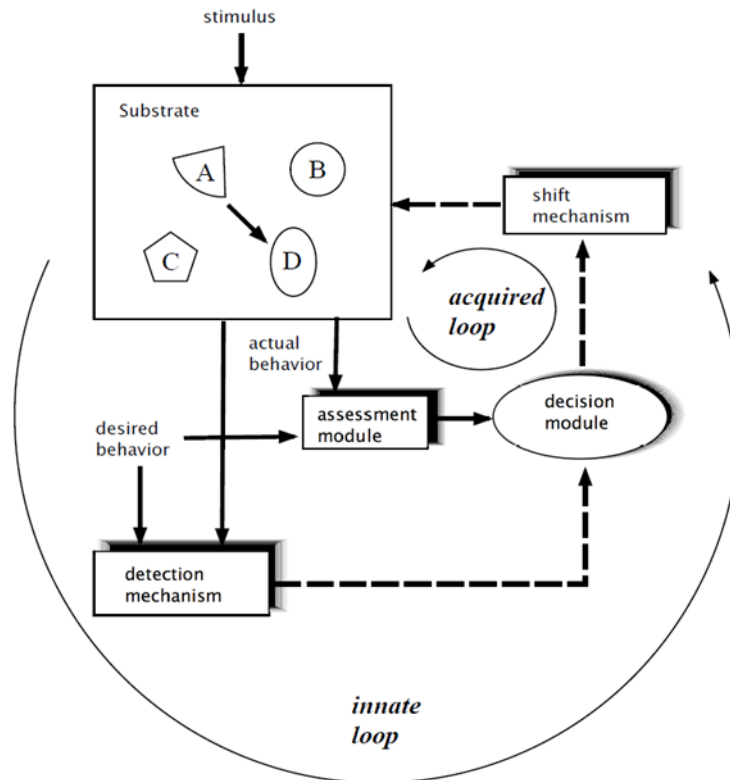 stimulus
Substrate
A
B
C
D
shift
mechanism
acquired
loop
actual
behavior
assessment
module
decision
module
desired
behavior
detection
mechanism
innate
loop